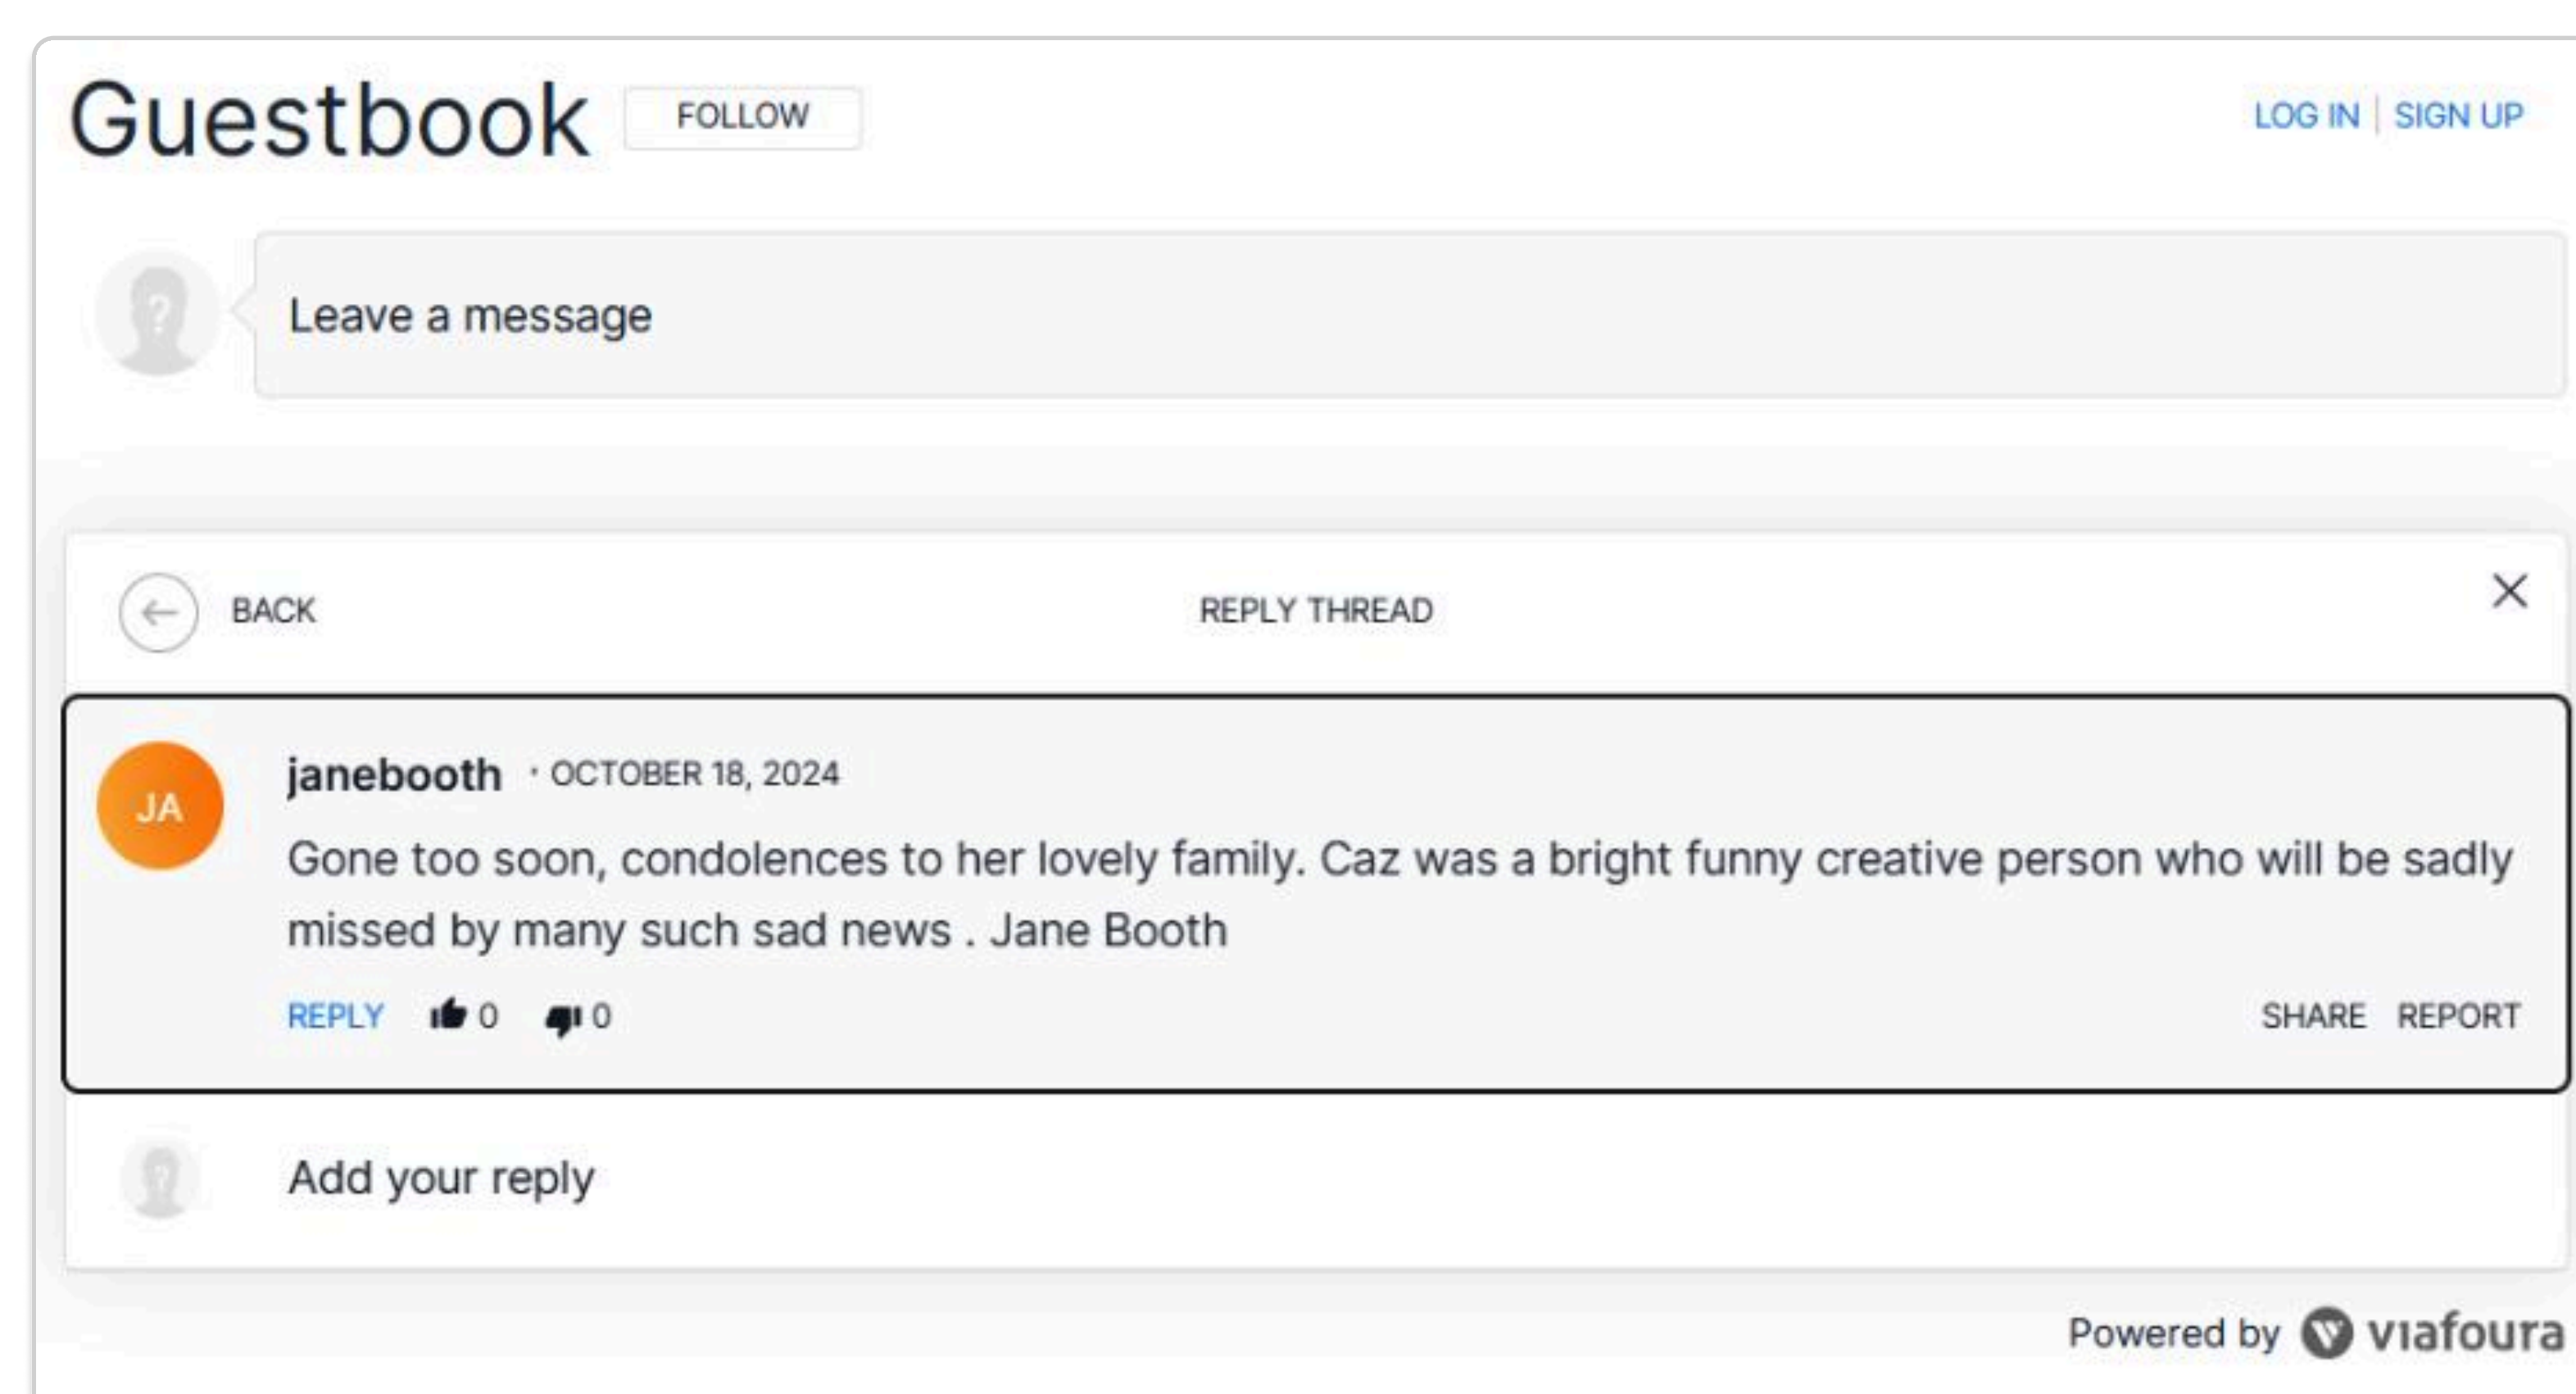 Guestbook FOLLOW LOG IN SIGN UP
?
Leave a message
BACK REPLY THREAD
JA
janebooth · OCTOBER 18, 2024
Gone too soon, condolences to her lovely family. Caz was a bright funny creative person who will be sadly
missed by many such sad news . Jane Booth
REPLY 0 0 SHARE REPORT
?
Add your reply
Powered by viafoura